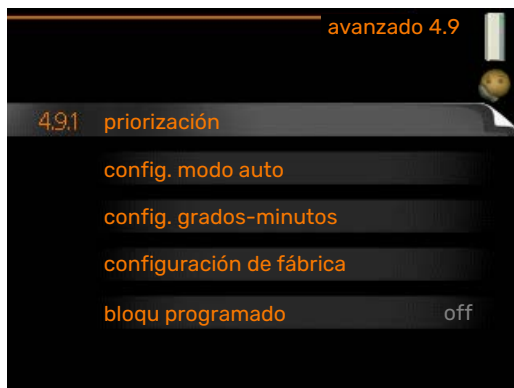 avanzado 4.9
4.9.1 priorización
config. modo auto
config. grados-minutos
configuración de fábrica
bloqu programado off